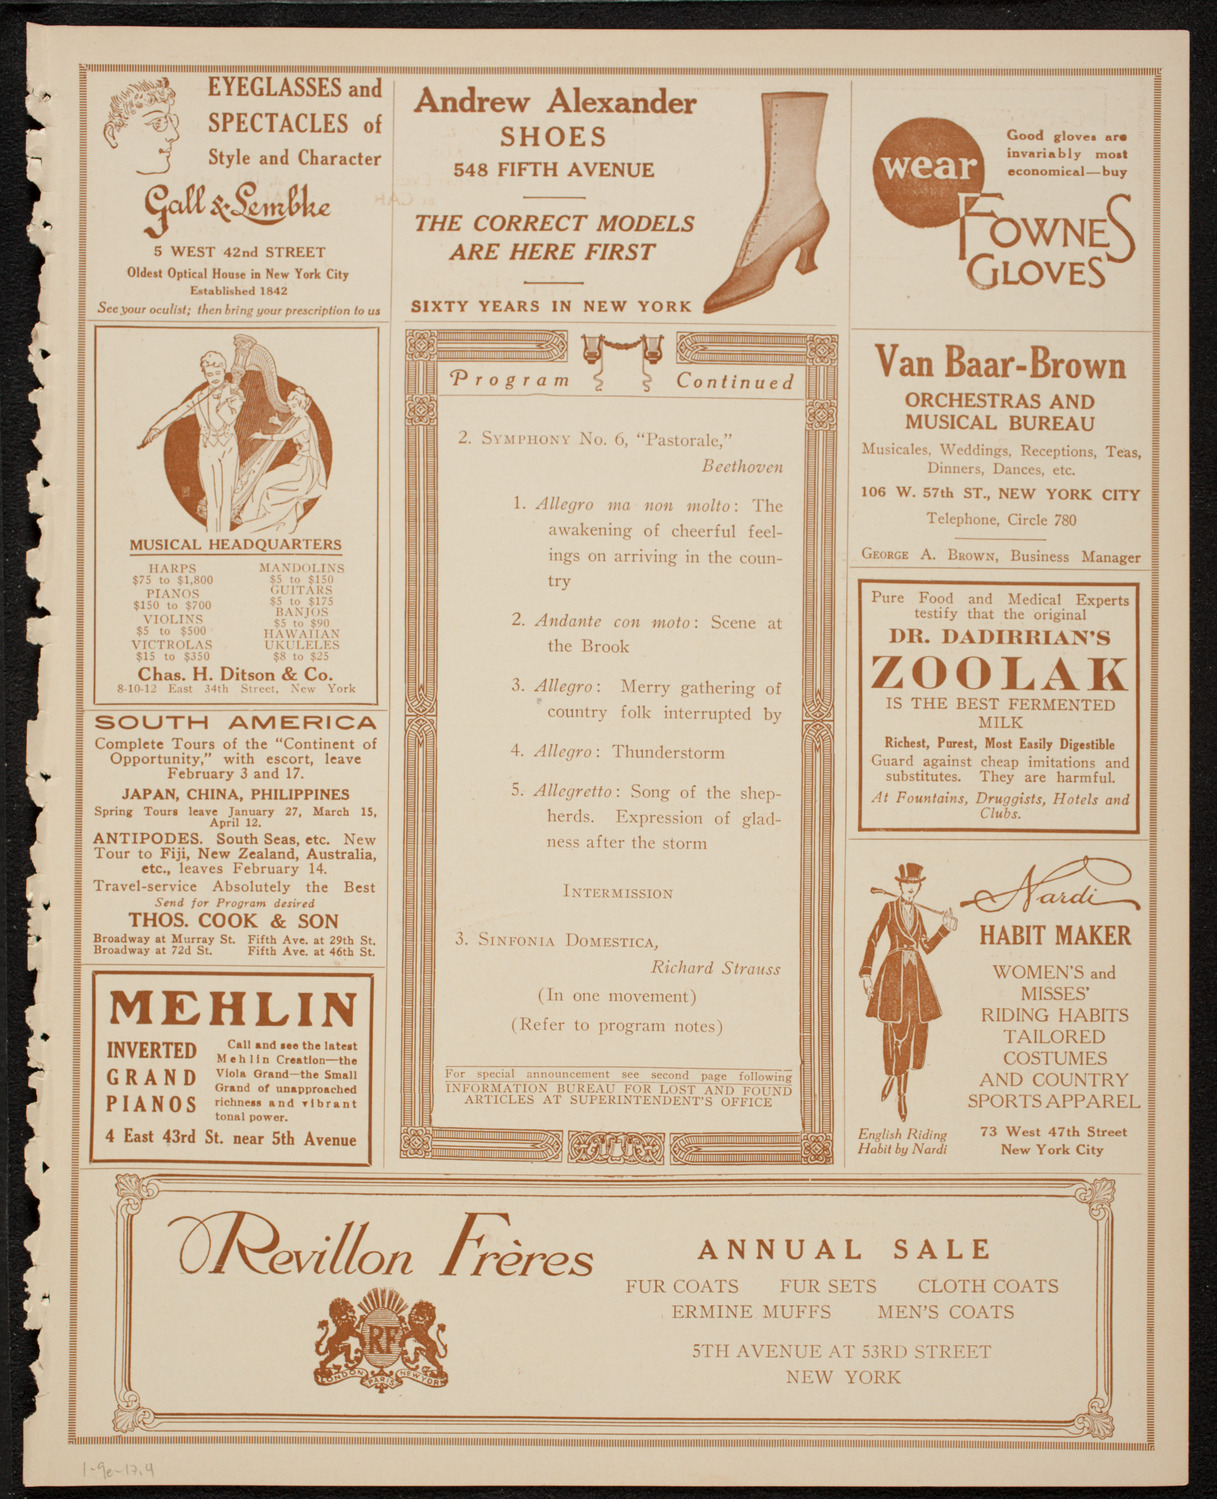 EYEGLASSES and
SPECTACLES of
Style and Character
Gall & Lembke
5 WEST 42nd STREET
Oldest Optical House in New York City
Established 1842
See your oculist; then bring your prescription to us
Andrew Alexander
SHOES
548 FIFTH AVENUE
THE CORRECT MODELS
ARE HERE FIRST
SIXTY YEARS IN NEW YORK
wear
Good gloves are
invariably most
economical—buy
FOWNES
GLOVES
MUSICAL HEADQUARTERS
HARPS
$75 to $1,800
PIANOS
$150 to $700
VIOLINS
$5 to $500
VICTROLAS
$15 to $350
MANDOLINS
$5 to $150
GUITARS
$5 to $175
BANJOS
$5 to $90
HAWAIIAN
UKULELES
$8 to $25
Chas. H. Ditson & Co.
8-10-12 East 34th Street, New York
SOUTH AMERICA
Complete Tours of the “Continent of
Opportunity,” with escort, leave
February 3 and 17.
JAPAN, CHINA, PHILIPPINES
Spring Tours leave January 27, March 15,
April 12.
ANTIPODES. South Seas, etc. New
Tour to Fiji, New Zealand, Australia,
etc., leaves February 14.
Travel-service Absolutely the Best
Send for Program desired
THOS. COOK & SON
Broadway at Murray St. Fifth Ave. at 29th St.
Broadway at 72d St. Fifth Ave. at 46th St.
MEHLIN
INVERTED
GRAND
PIANOS
Call and see the latest
Mehlin Creation—the
Viola Grand—the Small
Grand of unapproached
richness and vibrant
tonal power.
4 East 43rd St. near 5th Avenue
Program Continued
2. SYMPHONY No. 6, “Pastorale,”
Beethoven
1. Allegro ma non molto: The
awakening of cheerful feel-
ings on arriving in the coun-
try
2. Andante con moto: Scene at
the Brook
3. Allegro: Merry gathering of
country folk interrupted by
4. Allegro: Thunderstorm
5. Allegretto: Song of the shep-
herds. Expression of glad-
ness after the storm
INTERMISSION
3. SINFONIA DOMESTICA,
Richard Strauss
(In one movement)
(Refer to program notes)
For special announcement see second page following
INFORMATION BUREAU FOR LOST AND FOUND
ARTICLES AT SUPERINTENDENT'S OFFICE
Van Baar-Brown
ORCHESTRAS AND
MUSICAL BUREAU
Musicales, Weddings, Receptions, Teas,
Dinners, Dances, etc.
106 W. 57th ST., NEW YORK CITY
Telephone, Circle 780
GEORGE A. BROWN, Business Manager
Pure Food and Medical Experts
testify that the original
DR. DADIRRIAN'S
ZOOLAK
IS THE BEST FERMENTED
MILK
Richest, Purest, Most Easily Digestible
Guard against cheap imitations and
substitutes. They are harmful.
At Fountains, Druggists, Hotels and
Clubs.
Nardi
HABIT MAKER
WOMEN'S and
MISSES'
RIDING HABITS
TAILORED
COSTUMES
AND COUNTRY
SPORTS APPAREL
English Riding
Habit by Nardi
73 West 47th Street
New York City
Revillon Frères
RF
LONDON PARIS NEW YORK
ANNUAL SALE
FUR COATS FUR SETS CLOTH COATS
ERMINE MUFFS MEN'S COATS
5TH AVENUE AT 53RD STREET
NEW YORK